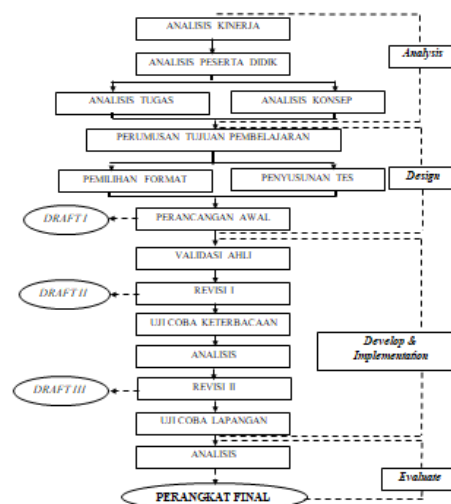 ANALISIS KINERJA
ANALISIS PESERTA DIDIK
Analysis
ANALISIS TUGAS
ANALISIS KONSEP
PERUMUSAN TUJUAN PEMBELAJARAN
PEMILIHAN FORMAT
PENYUSUNAN TES
Design
DRAFT I
PERANCANGAN AWAL
VALIDASI AHLI
DRAFT II
REVISI I
UJI COBA KETERBACAAN
Develop &
Implementation
ANALISIS
DRAFT III
REVISI II
UJI COBA LAPANGAN
ANALISIS
Evaluate
PERANGKAT FINAL